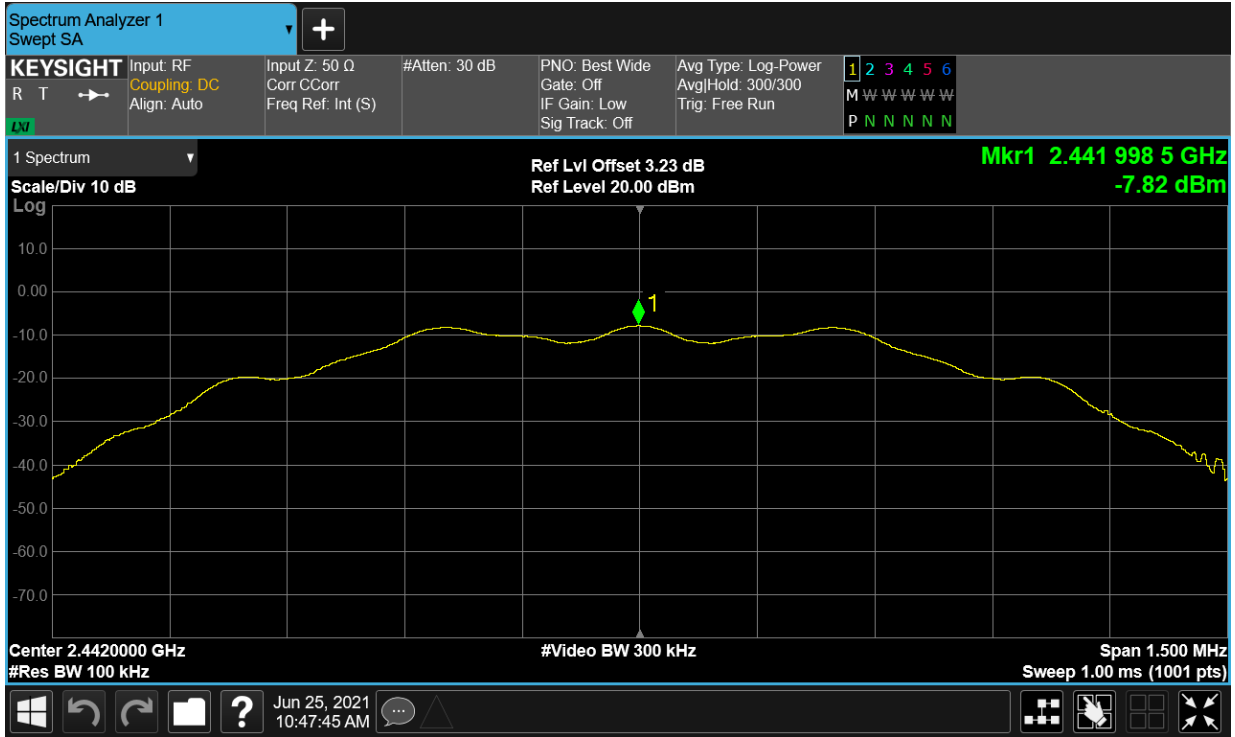 Spectrum Analyzer 1
Swept SA
+
KEYSIGHT
R T
LXI
Input: RF
Coupling: DC
Align: Auto
Input Z: 50 Ω
Corr CCorr
Freq Ref: Int (S)
#Atten: 30 dB
PNO: Best Wide
Gate: Off
IF Gain: Low
Sig Track: Off
Avg Type: Log-Power
Avg|Hold: 300/300
Trig: Free Run
1 2 3 4 5 6
M W W W W W
P N N N N N
1 Spectrum
Scale/Div 10 dB
Log
Ref Lvl Offset 3.23 dB
Ref Level 20.00 dBm
Mkr1 2.441 998 5 GHz
-7.82 dBm
10.0
0.00
-10.0
-20.0
-30.0
-40.0
-50.0
-60.0
-70.0
1
Center 2.4420000 GHz
#Res BW 100 kHz
#Video BW 300 kHz
Span 1.500 MHz
Sweep 1.00 ms (1001 pts)
?
Jun 25, 2021
10:47:45 AM